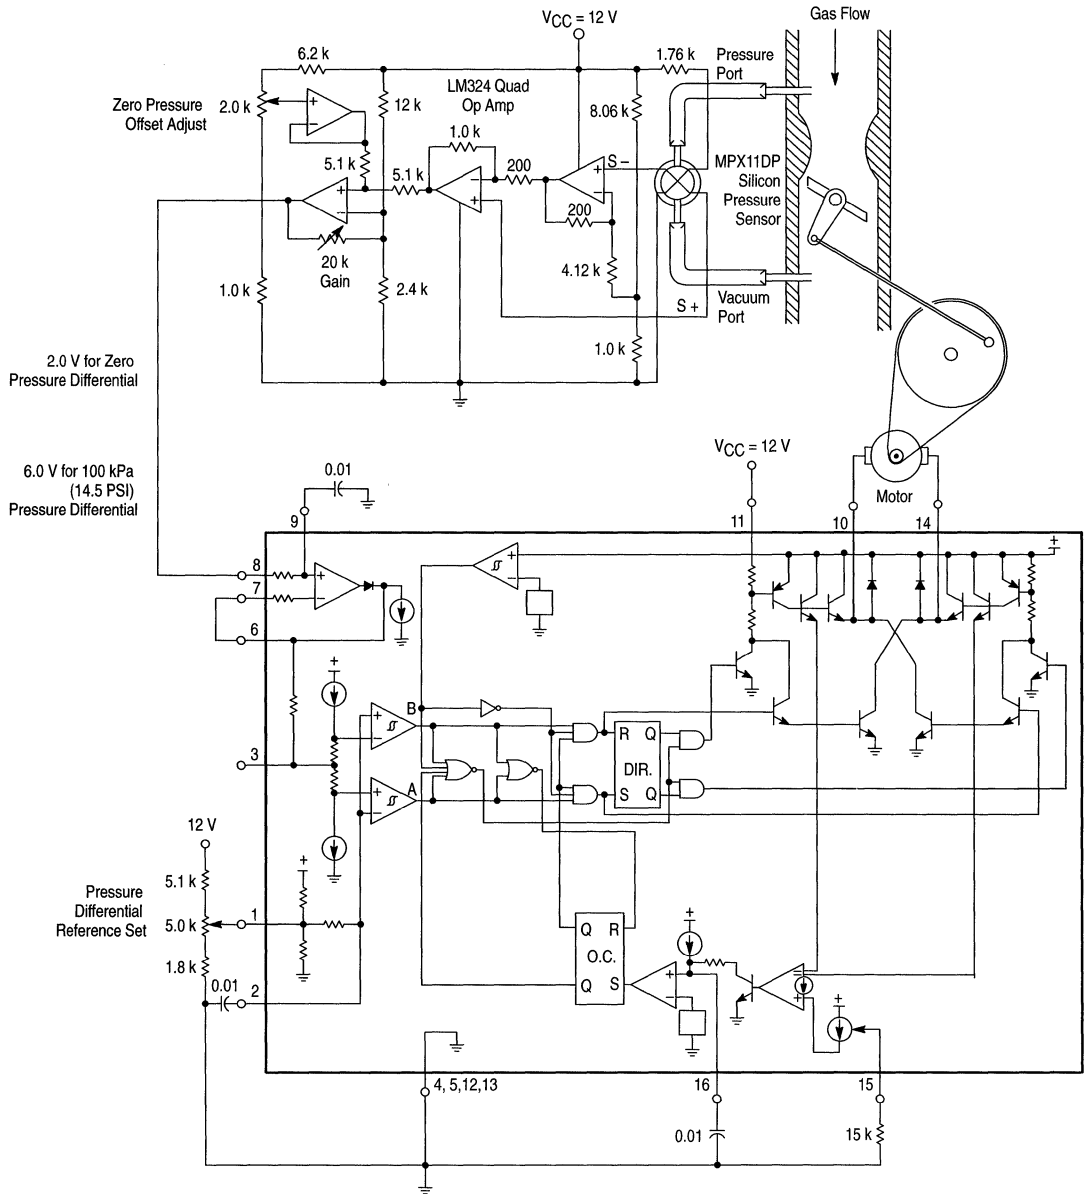 V_CC = 12 V
Gas Flow
6.2 k
1.76 k
Pressure
Port
LM324 Quad
Op Amp
Zero Pressure
Offset Adjust
2.0 k
+
−
12 k
8.06 k
1.0 k
5.1 k
5.1 k
200
S −
+
−
MPX11DP
Silicon
Pressure
Sensor
+
−
−
+
200
20 k
Gain
4.12 k
1.0 k
2.4 k
Vacuum
Port
S +
1.0 k
2.0 V for Zero
Pressure Differential
V_CC = 12 V
6.0 V for 100 kPa
(14.5 PSI)
Pressure Differential
0.01
Motor
9
11
10
14
8
+
−
+
−
+
7
6
+
B
+
−
R
Q
DIR.
S
Q
3
A
+
−
12 V
5.1 k
+
Pressure
Differential
Reference Set
5.0 k
1
1.8 k
Q
R
O.C.
Q
S
+
+
−
−
+
+
0.01
2
4, 5,12,13
16
15
0.01
15 k